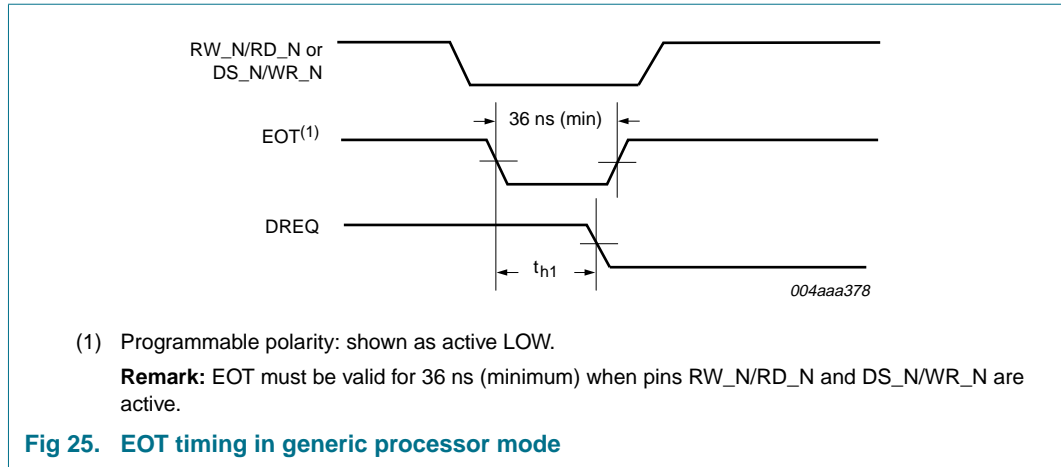 RW_N/RD_N or
DS_N/WR_N
36 ns (min)
EOT(1)
DREQ
th1
004aaa378
(1) Programmable polarity: shown as active LOW.
Remark: EOT must be valid for 36 ns (minimum) when pins RW_N/RD_N and DS_N/WR_N are
active.
Fig 25. EOT timing in generic processor mode